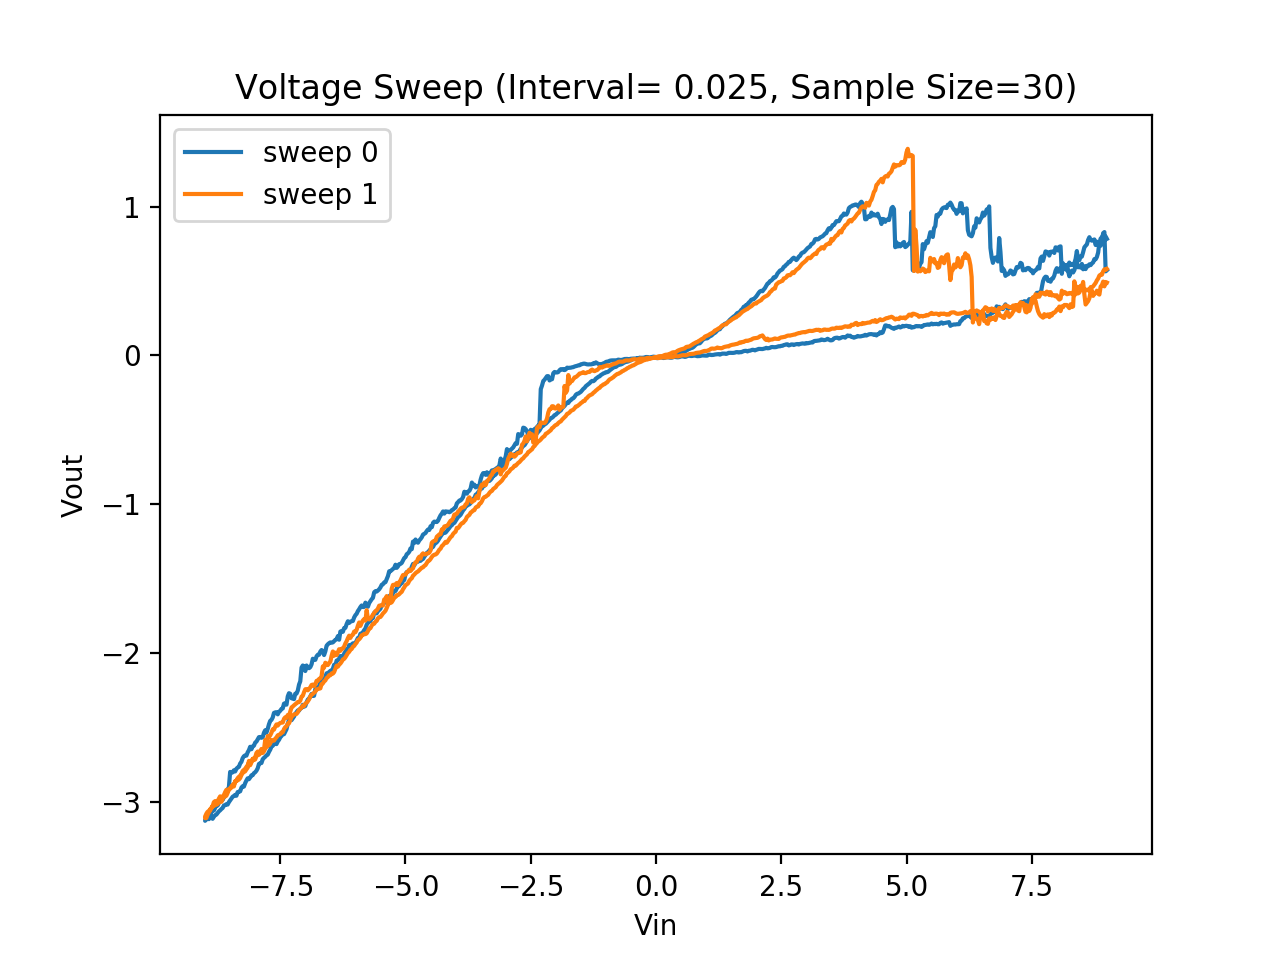 Voltage Sweep (Interval= 0.025, Sample Size=30)
sweep 0
sweep 1
1
0
−1
−2
−3
Vout
−7.5 −5.0 −2.5 0.0 2.5 5.0 7.5
Vin